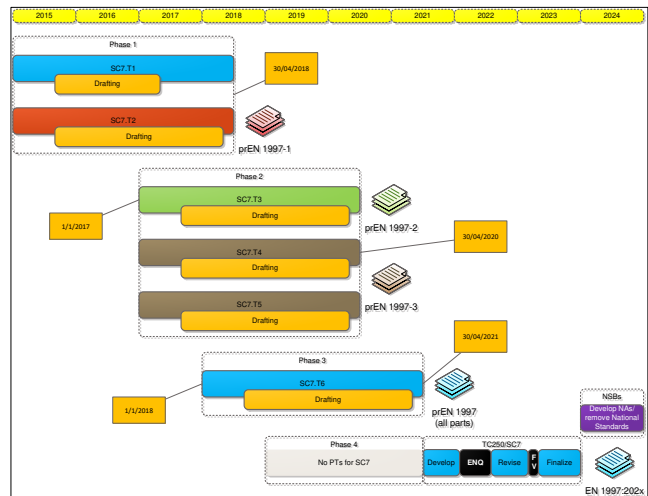 2015 2016 2017 2018 2019 2020 2021 2022 2023 2024
Phase 1
SC7.T1
30/04/2018
Drafting
SC7.T2
Drafting
prEN 1997-1
Phase 2
SC7.T3
Drafting
1/1/2017
prEN 1997-2
30/04/2020
SC7.T4
Drafting
SC7.T5
prEN 1997-3
Drafting
30/04/2021
Phase 3
SC7.T6
Drafting
1/1/2018
prEN 1997
(all parts)
NSBs
Develop NAs/
remove National
Standards
Phase 4:
TC250/SC7
No PTs for SC7
Develop
ENQ
Revise
F
V
Finalize
EN 1997:202x